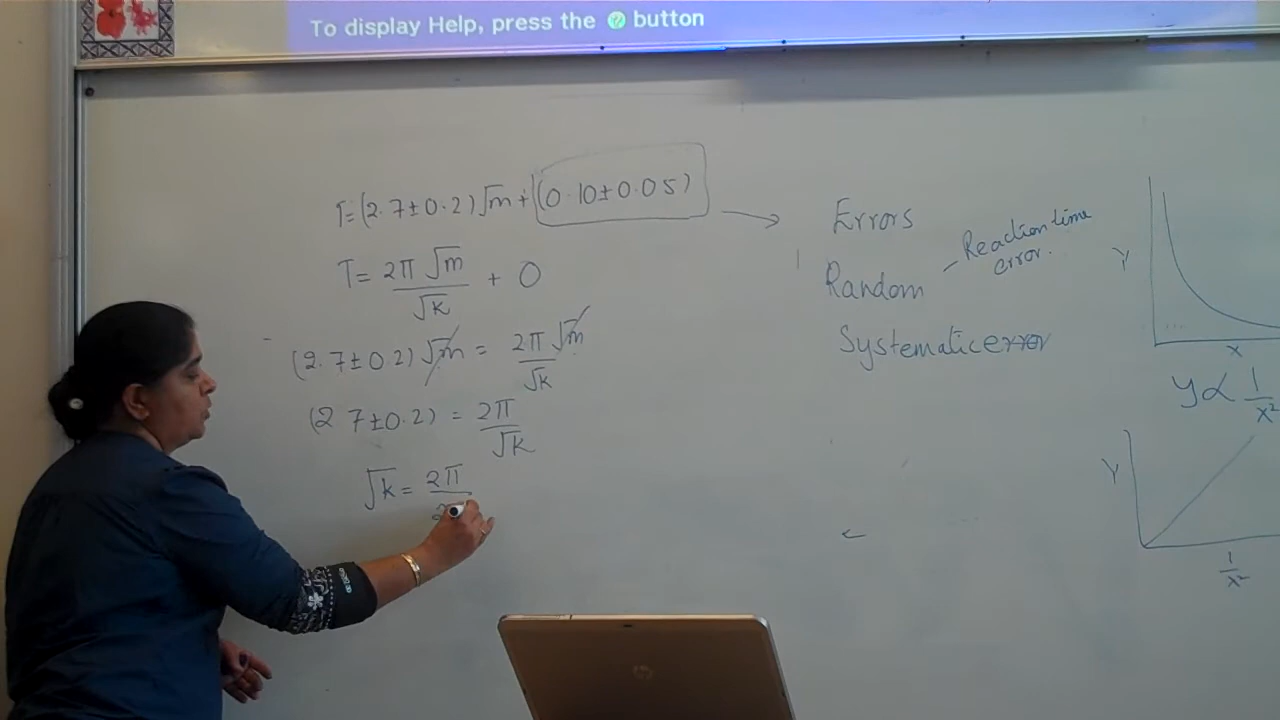 To display Help, press the ? button
T=(2.7±0.2)√m+(0.10±0.05)
T=2π√m/√k + 0
(2.7±0.2)√m = 2π√m/√k
(2 7±0.2) = 2π/√k
√k = 2π/2
Errors
Random – Reaction time error.
Systematic error
Y
X
y∝1/x²
Y
1/x²
hp